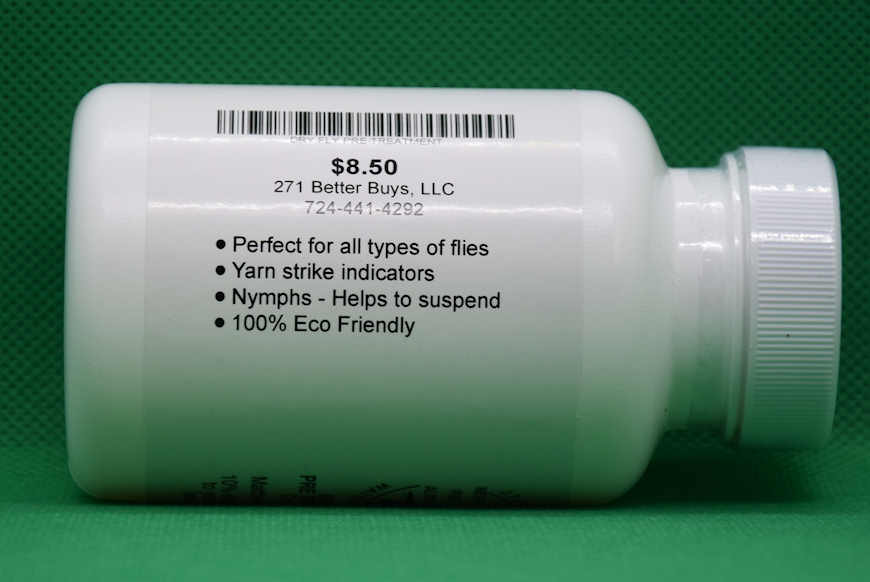 DRY FLY PRE TREATMENT
$8.50
271 Better Buys, LLC
724-441-4292
• Perfect for all types of flies
• Yarn strike indicators
• Nymphs - Helps to suspend
• 100% Eco Friendly
PRE